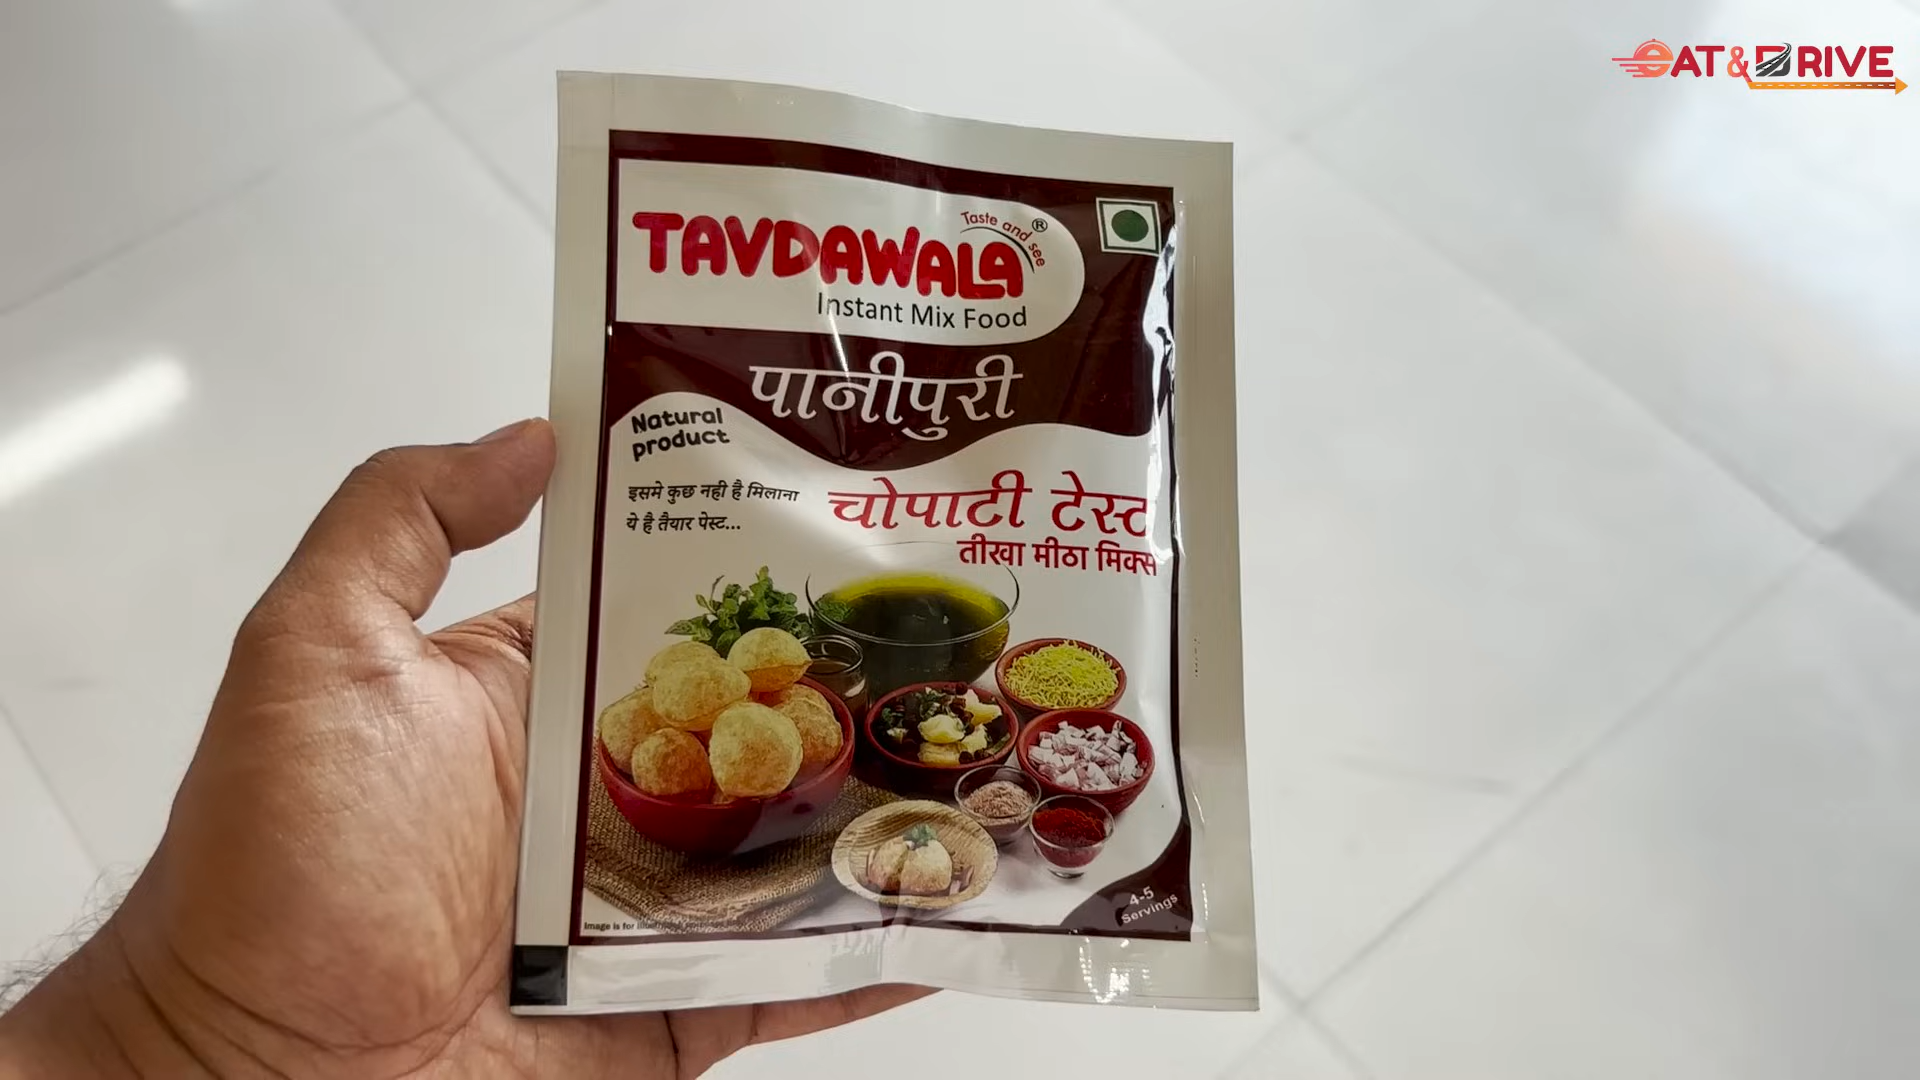 EAT & DRIVE
TAVDAWALA
Taste and see ®
Instant Mix Food
पानीपुरी
Natural
product
इसमे कुछ नही है मिलाना
ये है तैयार पेस्ट...
चोपाटी टेस्ट
तीखा मीठा मिक्स
4-5
Servings
Image is for